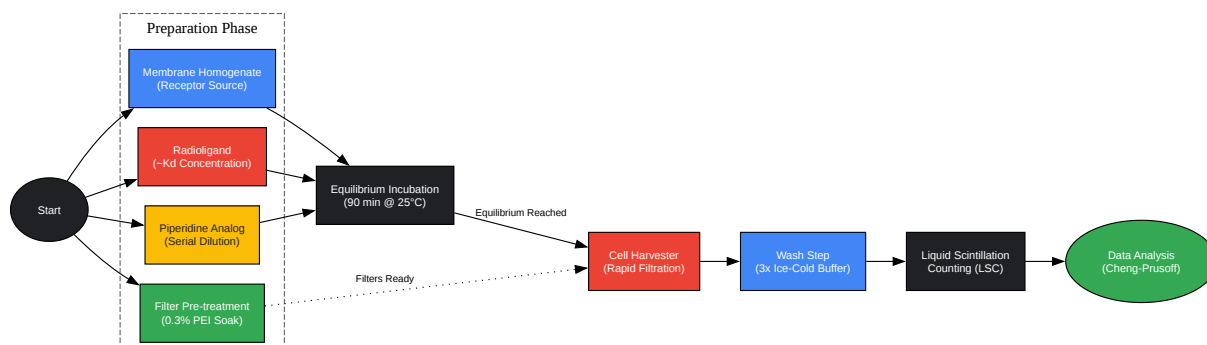 Preparation Phase
Membrane Homogenate
(Receptor Source)
Radioligand
(~Kd Concentration)
Start
Piperidine Analog
(Serial Dilution)
Filter Pre-treatment
(0.3% PEI Soak)
Equilibrium Incubation
(90 min @ 25°C)
Equilibrium Reached
Filters Ready
Cell Harvester
(Rapid Filtration)
Wash Step
(3x Ice-Cold Buffer)
Liquid Scintillation
Counting (LSC)
Data Analysis
(Cheng-Prusoff)